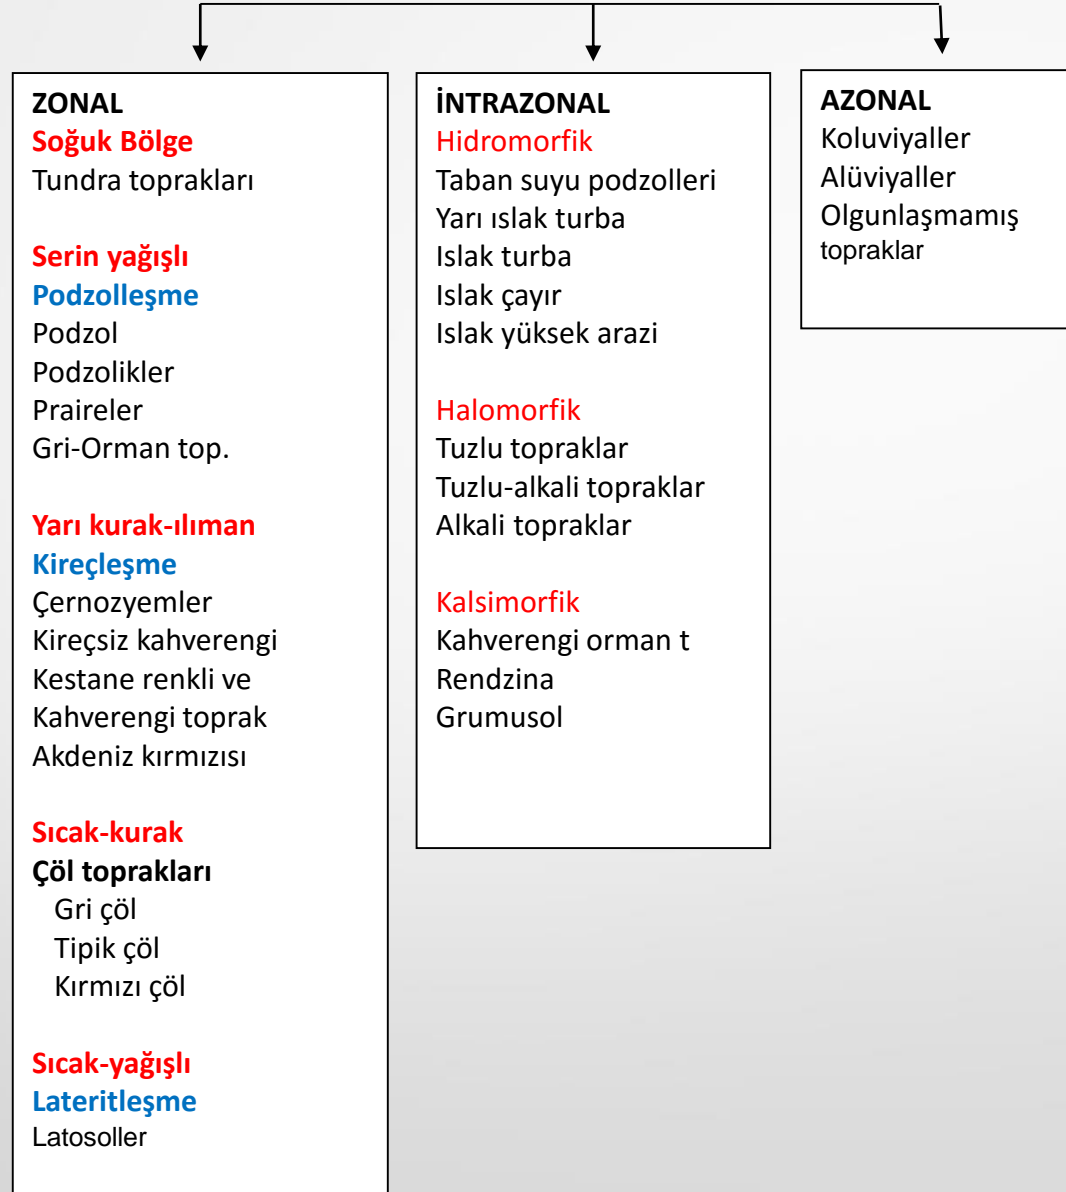 ZONAL
Soğuk Bölge
Tundra toprakları
Serin yağışlı
Podzolleşme
Podzol
Podzolikler
Praireler
Gri-Orman top.
Yarı kurak-ılıman
Kireçleşme
Çernozyemler
Kireçsiz kahverengi
Kestane renkli ve
Kahverengi toprak
Akdeniz kırmızısı
Sıcak-kurak
Çöl toprakları
Gri çöl
Tipik çöl
Kırmızı çöl
Sıcak-yağışlı
Lateritleşme
Latosoller
İNTRAZONAL
Hidromorfik
Taban suyu podzolleri
Yarı ıslak turba
Islak turba
Islak çayır
Islak yüksek arazi
Halomorfik
Tuzlu topraklar
Tuzlu-alkali topraklar
Alkali topraklar
Kalsimorfik
Kahverengi orman t
Rendzina
Grumusol
AZONAL
Koluviyaller
Alüviyaller
Olgunlaşmamış
topraklar